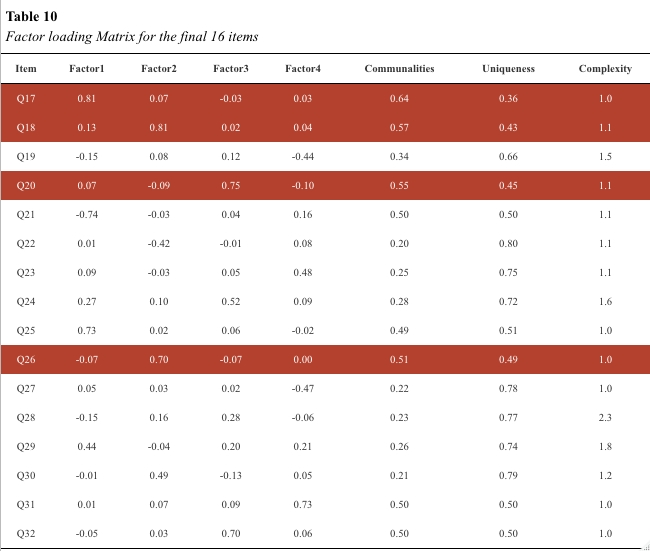 Table 10
Factor loading Matrix for the final 16 items
Item Factor1 Factor2 Factor3 Factor4 Communalities Uniqueness Complexity
Q17 0.81 0.07 -0.03 0.03 0.64 0.36 1.0
Q18 0.13 0.81 0.02 0.04 0.57 0.43 1.1
Q19 -0.15 0.08 0.12 -0.44 0.34 0.66 1.5
Q20 0.07 -0.09 0.75 -0.10 0.55 0.45 1.1
Q21 -0.74 -0.03 0.04 0.16 0.50 0.50 1.1
Q22 0.01 -0.42 -0.01 0.08 0.20 0.80 1.1
Q23 0.09 -0.03 0.05 0.48 0.25 0.75 1.1
Q24 0.27 0.10 0.52 0.09 0.28 0.72 1.6
Q25 0.73 0.02 0.06 -0.02 0.49 0.51 1.0
Q26 -0.07 0.70 -0.07 0.00 0.51 0.49 1.0
Q27 0.05 0.03 0.02 -0.47 0.22 0.78 1.0
Q28 -0.15 0.16 0.28 -0.06 0.23 0.77 2.3
Q29 0.44 -0.04 0.20 0.21 0.26 0.74 1.8
Q30 -0.01 0.49 -0.13 0.05 0.21 0.79 1.2
Q31 0.01 0.07 0.09 0.73 0.50 0.50 1.0
Q32 -0.05 0.03 0.70 0.06 0.50 0.50 1.0